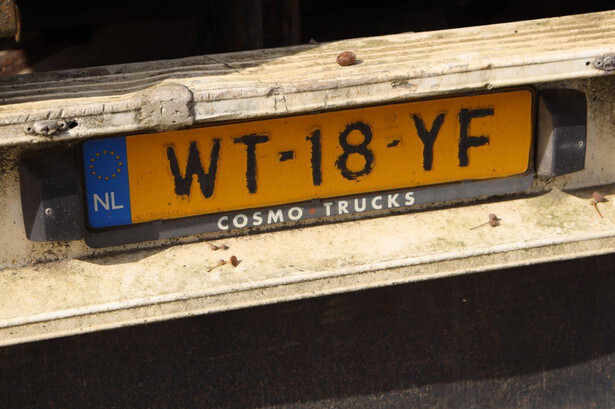 NL WT-18-YF
COSMO TRUCKS